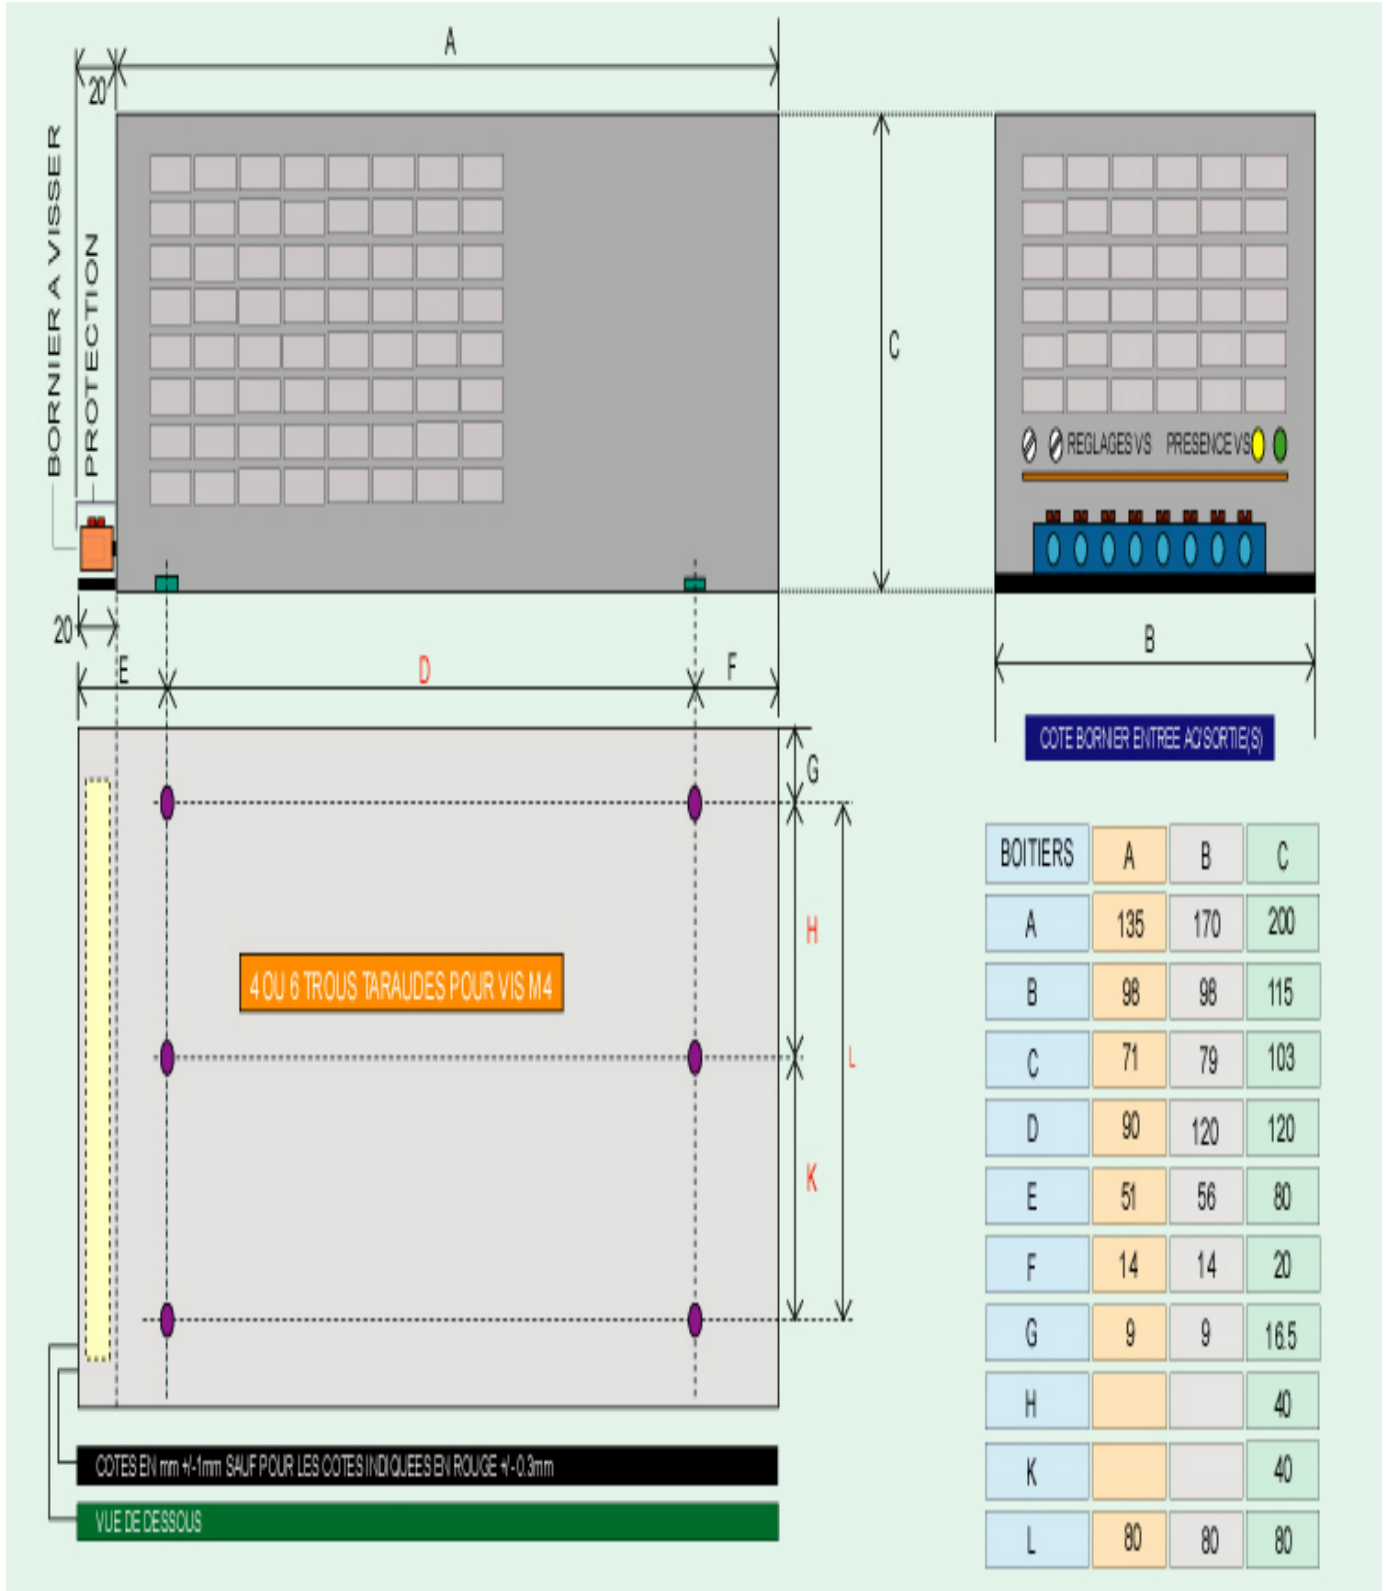 A
20
BORNIER A VISSER
PROTECTION
C
REGLAGES VS PRESENCE VS
20
E D F
B
COTE BORNIER ENTREE AC/SORTIE(S)
G
H
4 OU 6 TROUS TARAUDES POUR VIS M4
L
K
BOITIERS A B C
A 135 170 200
B 98 98 115
C 71 79 103
D 90 120 120
E 51 56 80
F 14 14 20
G 9 9 16.5
H 40
K 40
L 80 80 80
COTES EN mm +/-1mm SAUF POUR LES COTES INDIQUEES EN ROUGE +/-0.3mm
VUE DE DESSOUS